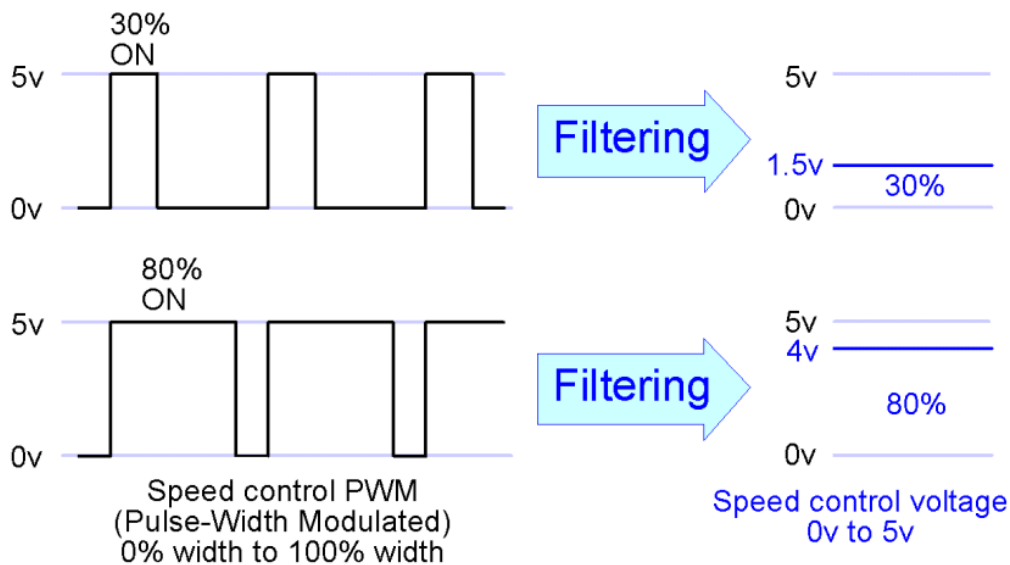 30%
ON
5v
0v
Filtering
5v
1.5v
30%
0v
80%
ON
5v
0v
Filtering
5v
4v
80%
0v
Speed control PWM
(Pulse-Width Modulated)
0% width to 100% width
Speed control voltage
0v to 5v